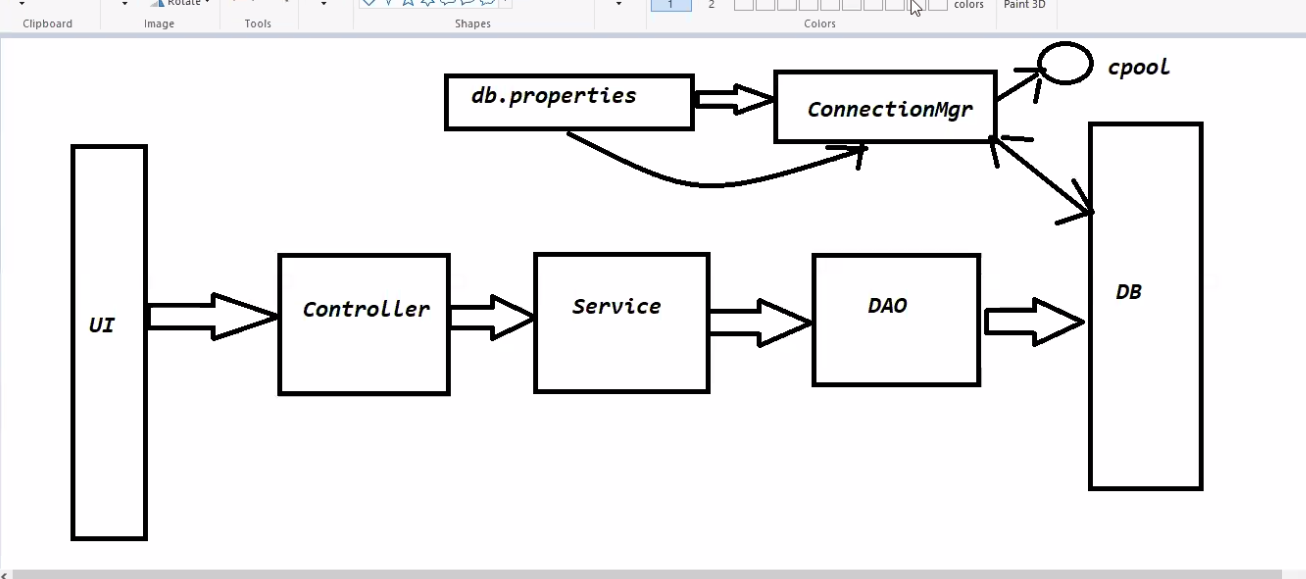 Rotate
1
2
colors
Paint 3D
Clipboard
Image
Tools
Shapes
Colors
db.properties
ConnectionMgr
cpool
UI
Controller
Service
DAO
DB